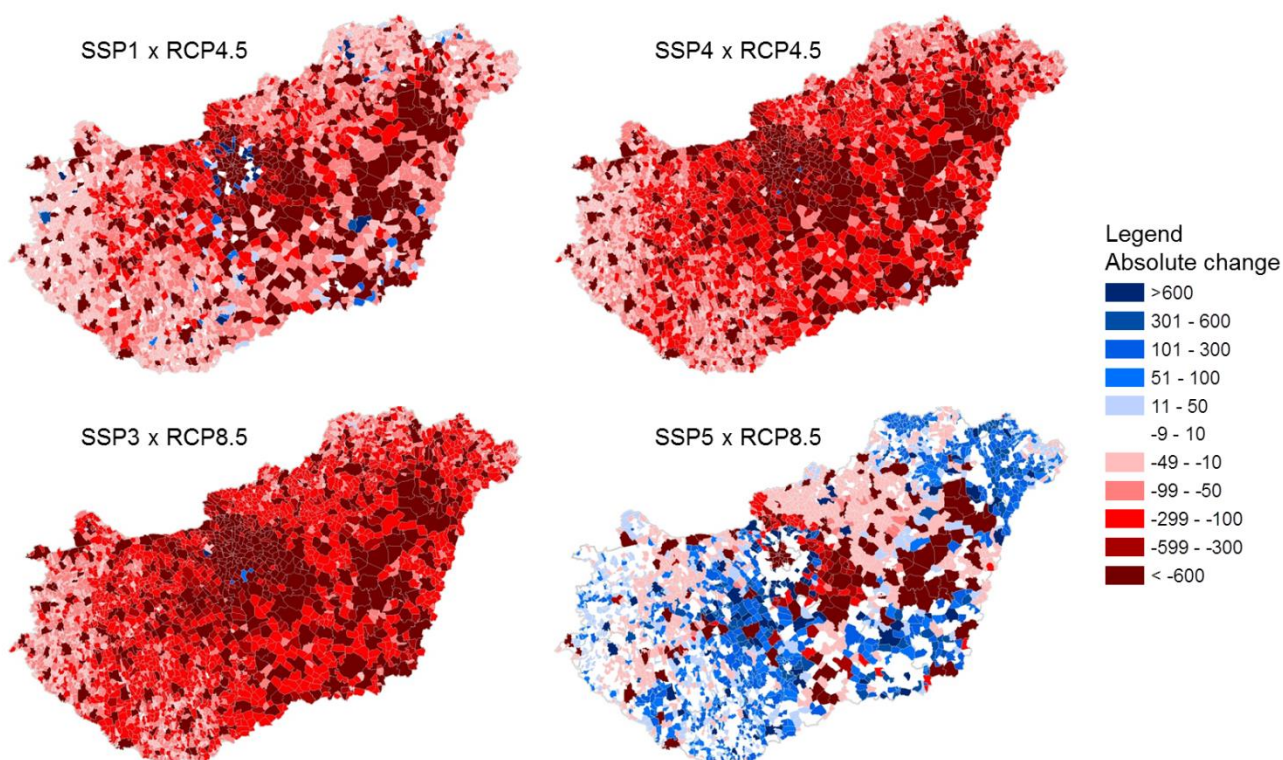 SSP1 x RCP4.5
SSP4 x RCP4.5
SSP3 x RCP8.5
SSP5 x RCP8.5
Legend
Absolute change
>600
301 - 600
101 - 300
51 - 100
11 - 50
-9 - 10
-49 - -10
-99 - -50
-299 - -100
-599 - -300
< -600